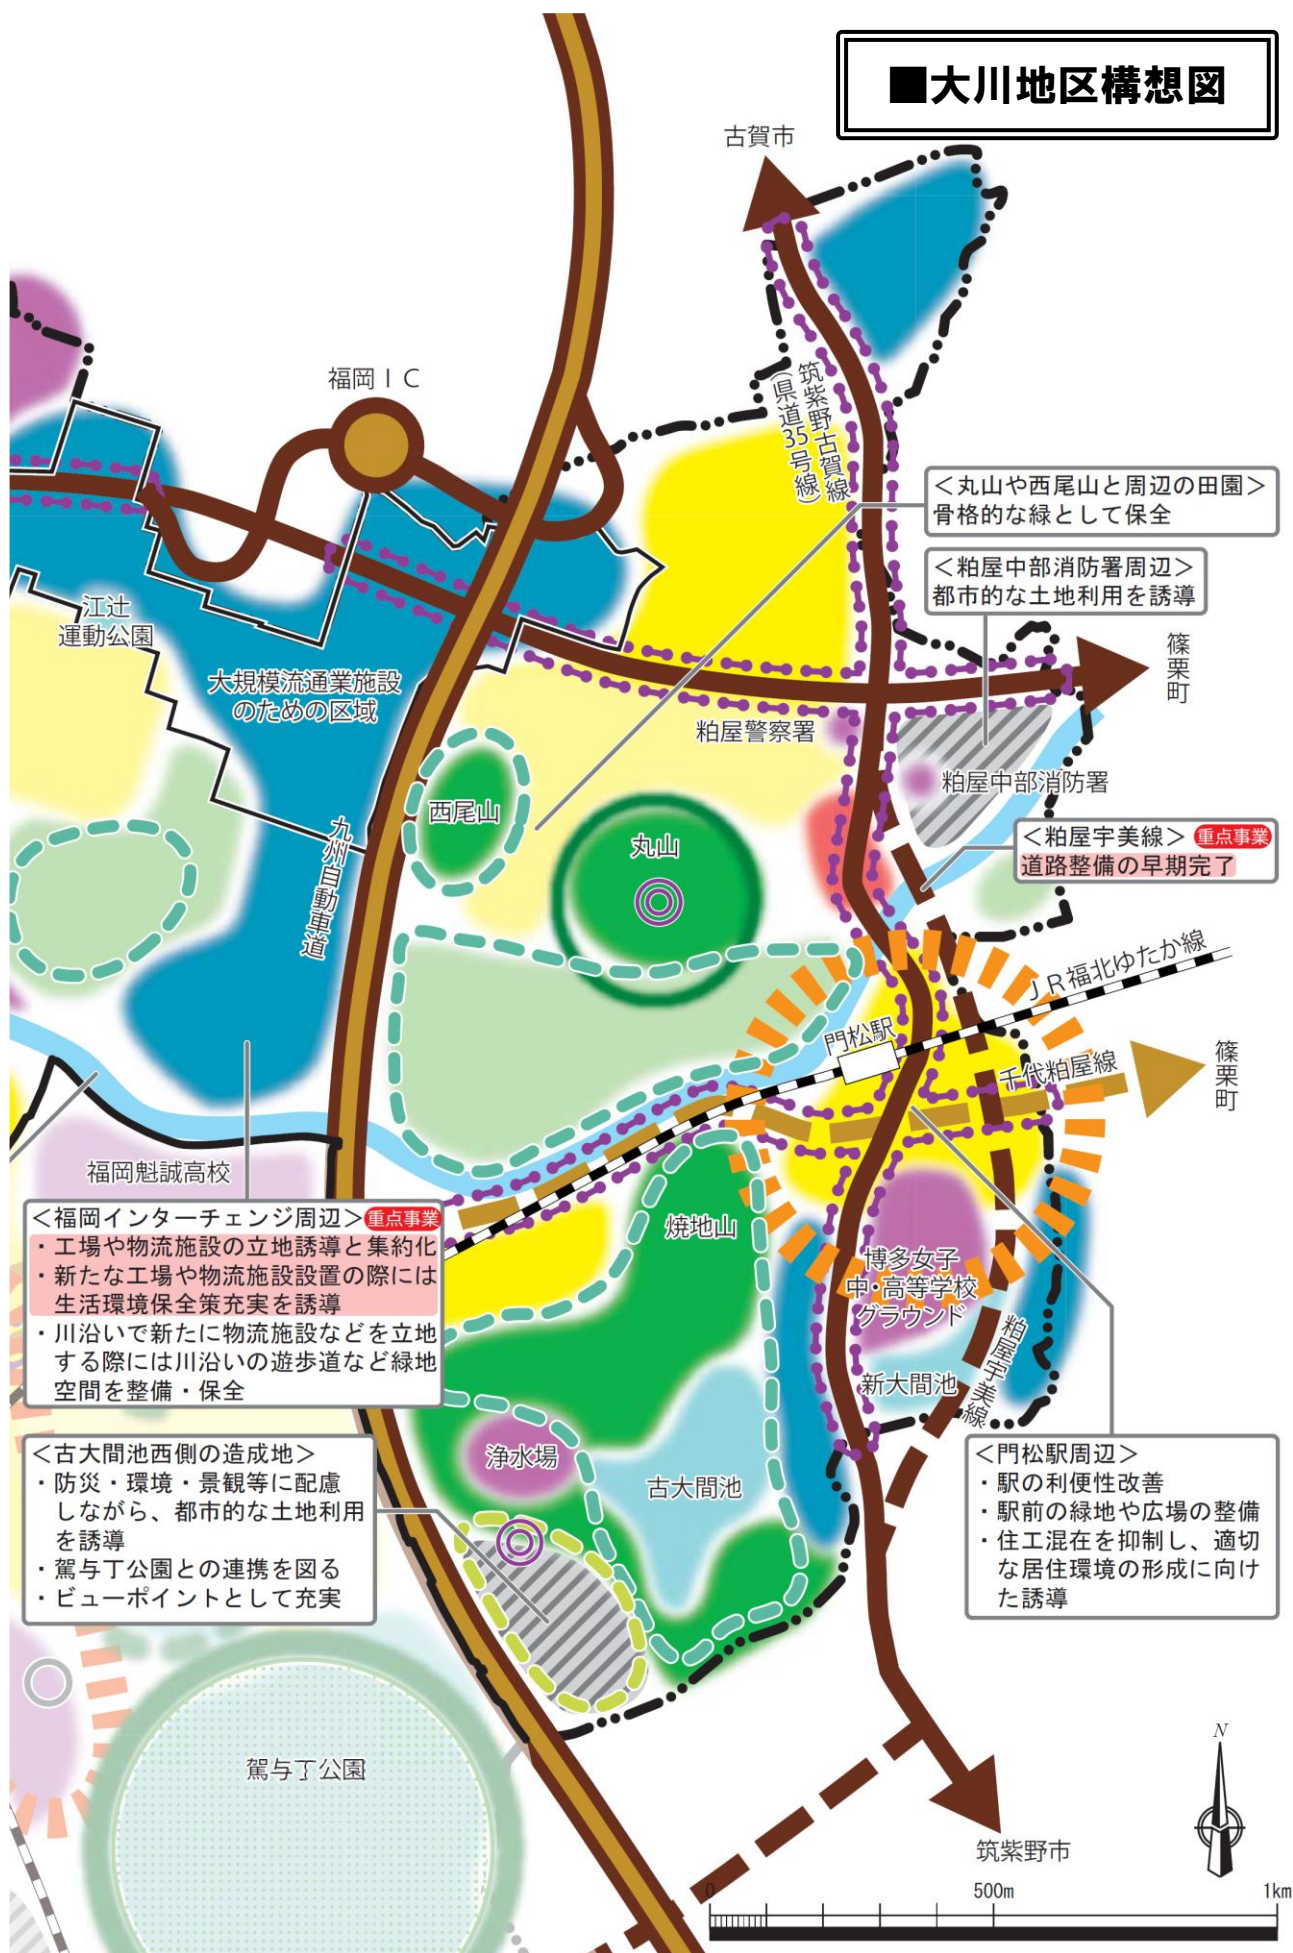 ■大川地区構想図
古賀市
福岡IC
筑紫野古賀線
(県道35号線)
＜丸山や西尾山と周辺の田園＞
骨格的な緑として保全
＜粕屋中部消防署周辺＞
都市的な土地利用を誘導
篠栗町
江辻
運動公園
大規模流通業施設
のための区域
粕屋警察署
粕屋中部消防署
西尾山
丸山
九州自動車道
＜粕屋宇美線＞ 重点事業
道路整備の早期完了
JR福北ゆたか線
門松駅
千代粕屋線
篠栗町
福岡魁誠高校
＜福岡インターチェンジ周辺＞ 重点事業
・工場や物流施設の立地誘導と集約化
・新たな工場や物流施設設置の際には
生活環境保全策充実を誘導
・川沿いで新たに物流施設などを立地
する際には川沿いの遊歩道など緑地
空間を整備・保全
焼地山
博多女子
中・高等学校
グラウンド
粕屋宇美線
新大間池
＜古大間池西側の造成地＞
・防災・環境・景観等に配慮
しながら、都市的な土地利用
を誘導
・駕与丁公園との連携を図る
・ビューポイントとして充実
浄水場
古大間池
＜門松駅周辺＞
・駅の利便性改善
・駅前の緑地や広場の整備
・住工混在を抑制し、適切
な居住環境の形成に向け
た誘導
駕与丁公園
N
筑紫野市
0 500m 1km